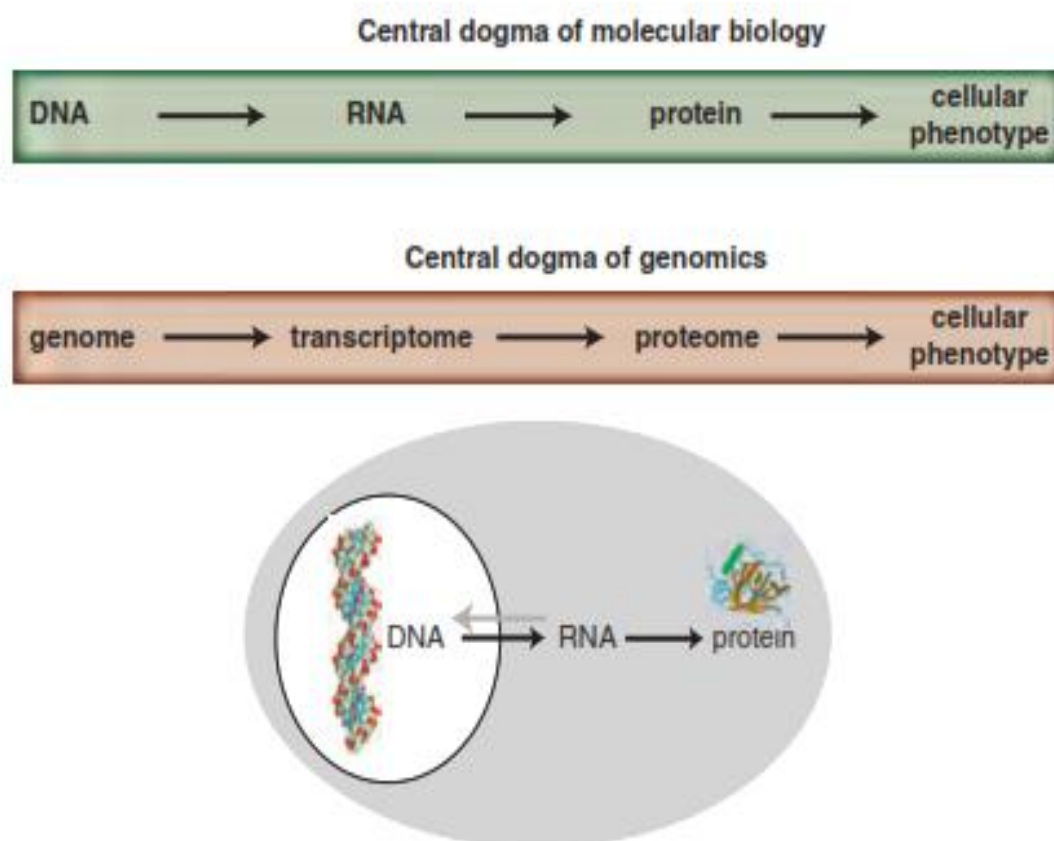 Central dogma of molecular biology
DNA RNA protein cellular phenotype
Central dogma of genomics
genome transcriptome proteome cellular phenotype
DNA RNA protein